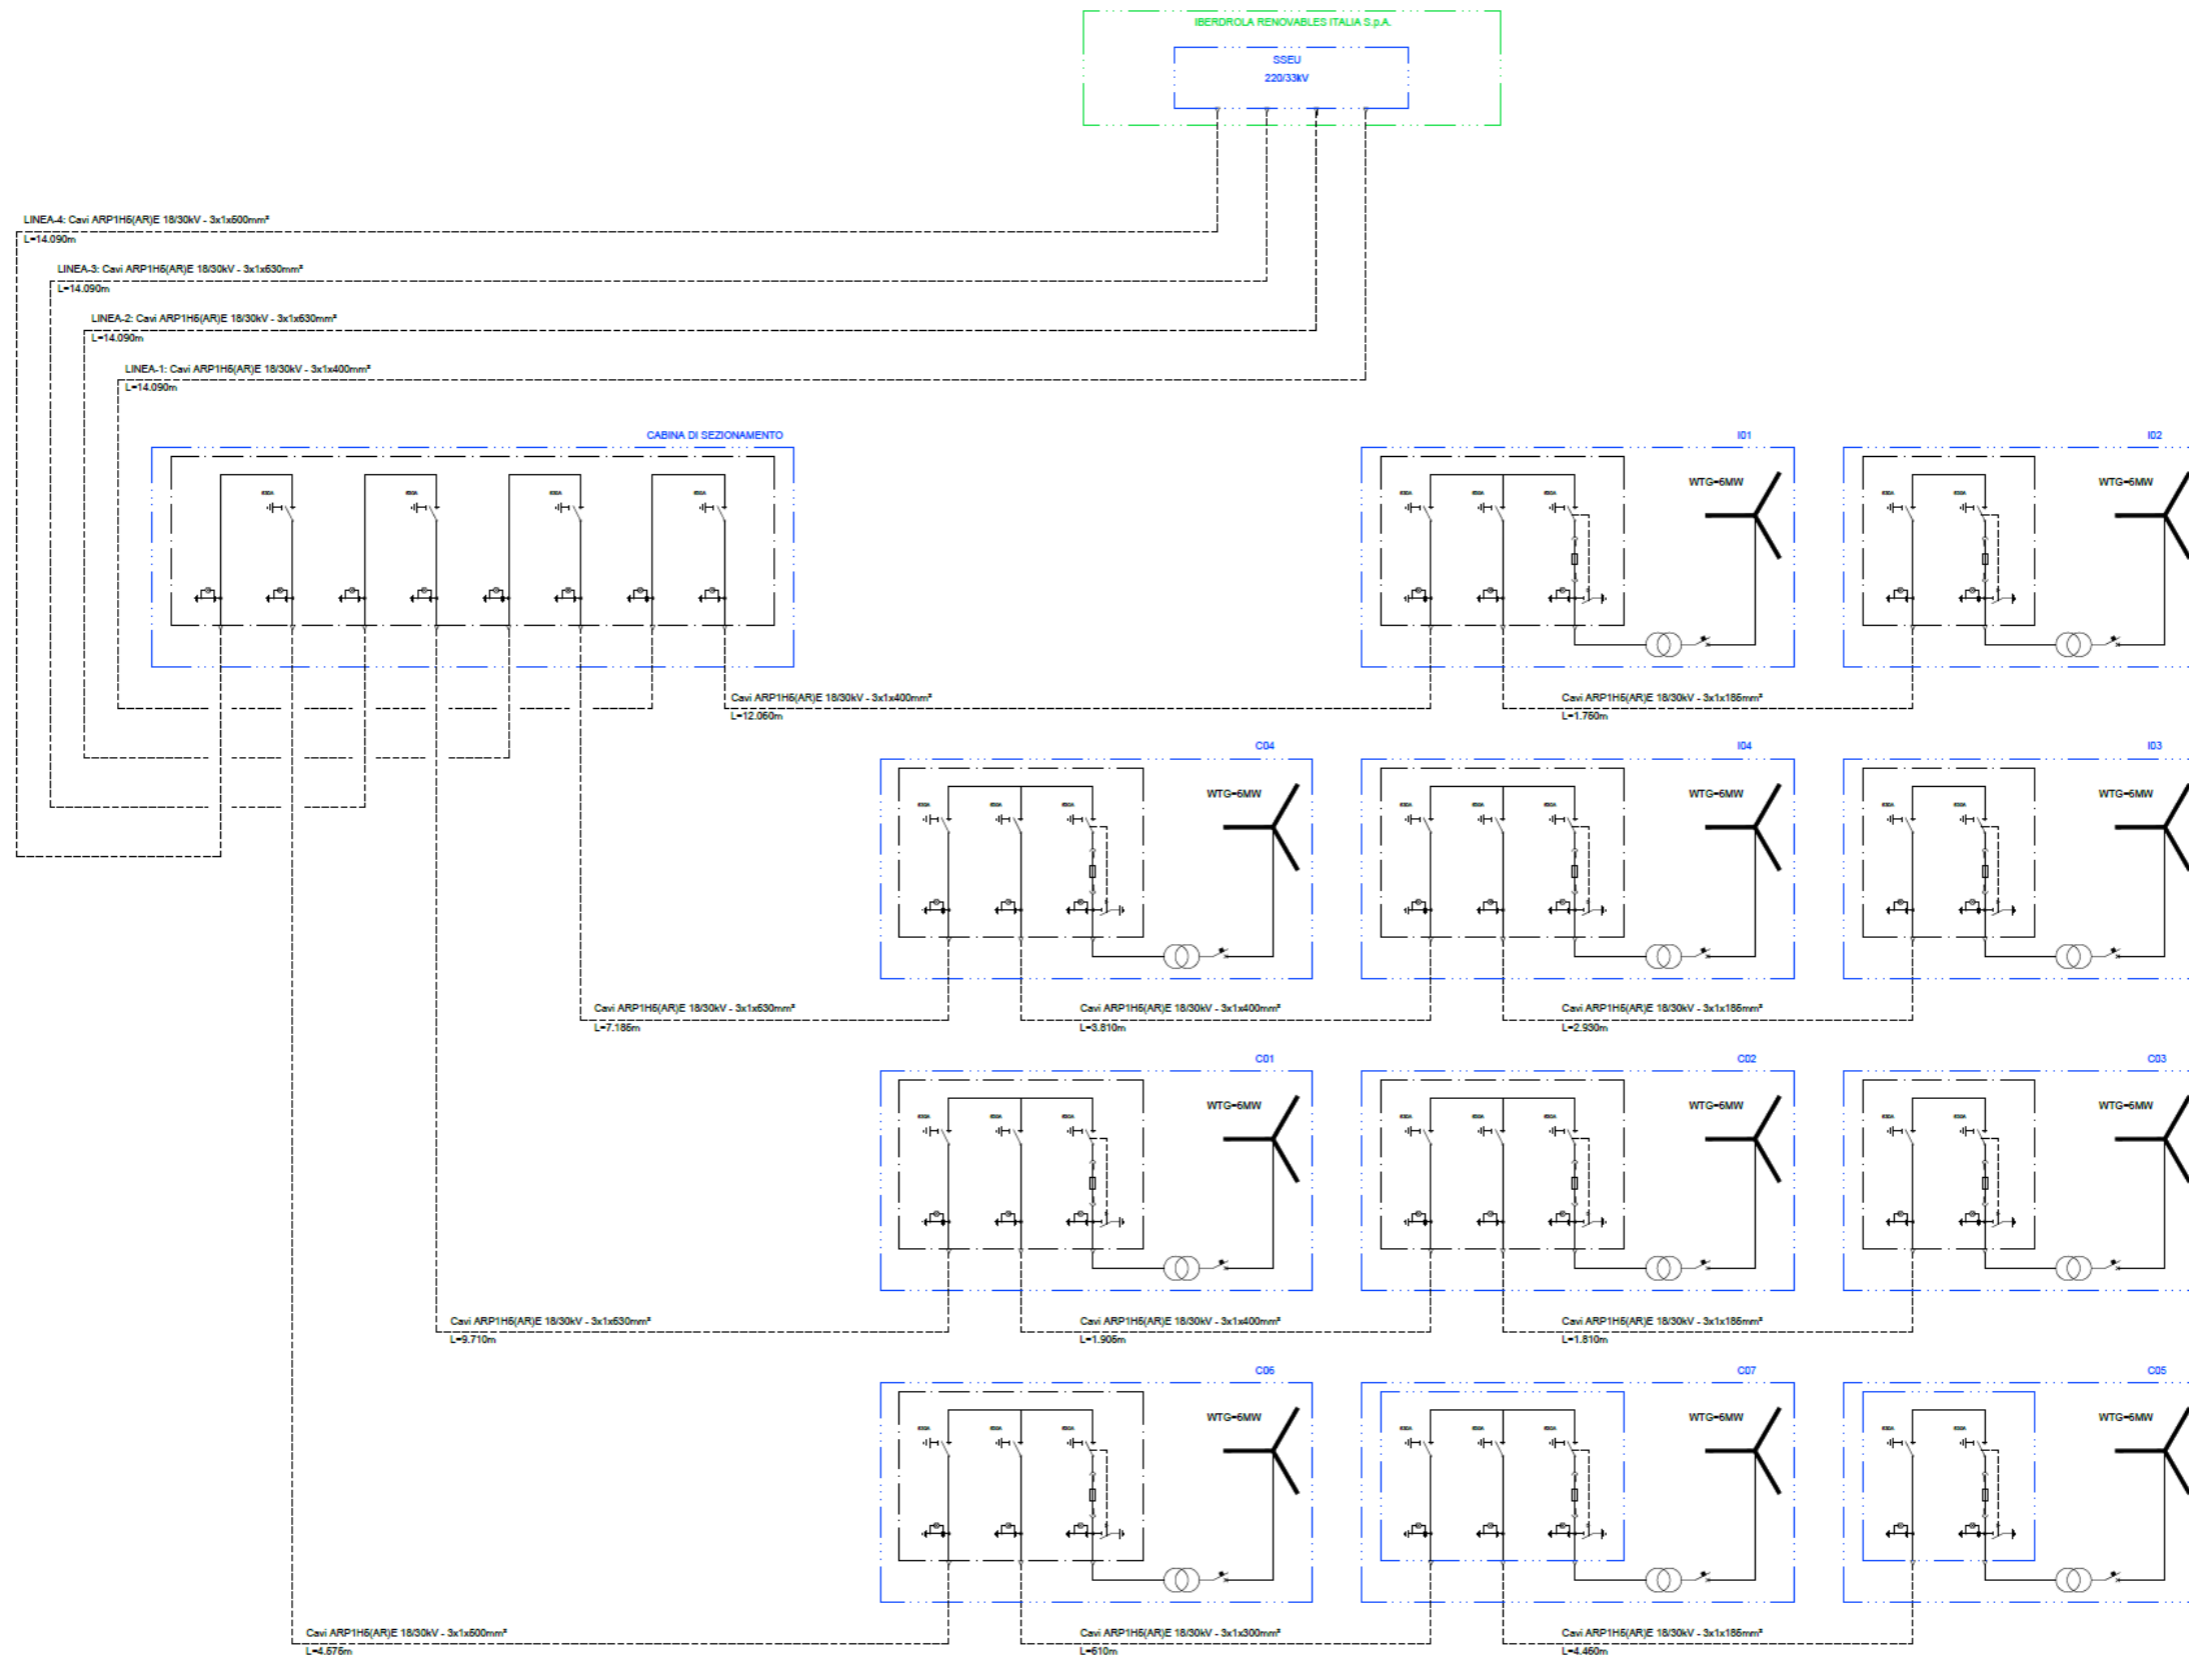 IBERDROLA RENOVABLES ITALIA S.p.A.
SSEU
220/33kV
LINEA-4: Cavi ARP1H5(AR)E 18/30kV - 3x1x500mm²
L=14.090m
LINEA-3: Cavi ARP1H5(AR)E 18/30kV - 3x1x630mm²
L=14.090m
LINEA-2: Cavi ARP1H5(AR)E 18/30kV - 3x1x630mm²
L=14.090m
LINEA-1: Cavi ARP1H5(AR)E 18/30kV - 3x1x400mm²
L=14.090m
CABINA DI SEZIONAMENTO
I01
I02
WTG=6MW
WTG=6MW
Cavi ARP1H5(AR)E 18/30kV - 3x1x400mm²
L=12.060m
Cavi ARP1H5(AR)E 18/30kV - 3x1x185mm²
L=1.750m
C04
I04
I03
WTG=6MW
WTG=6MW
WTG=6MW
Cavi ARP1H5(AR)E 18/30kV - 3x1x630mm²
L=7.185m
Cavi ARP1H5(AR)E 18/30kV - 3x1x400mm²
L=3.810m
Cavi ARP1H5(AR)E 18/30kV - 3x1x185mm²
L=2.930m
C01
C02
C03
WTG=6MW
WTG=6MW
WTG=6MW
Cavi ARP1H5(AR)E 18/30kV - 3x1x630mm²
L=9.710m
Cavi ARP1H5(AR)E 18/30kV - 3x1x400mm²
L=1.905m
Cavi ARP1H5(AR)E 18/30kV - 3x1x185mm²
L=1.810m
C06
C07
C05
WTG=6MW
WTG=6MW
WTG=6MW
Cavi ARP1H5(AR)E 18/30kV - 3x1x500mm²
L=4.575m
Cavi ARP1H5(AR)E 18/30kV - 3x1x300mm²
L=610m
Cavi ARP1H5(AR)E 18/30kV - 3x1x185mm²
L=4.450m